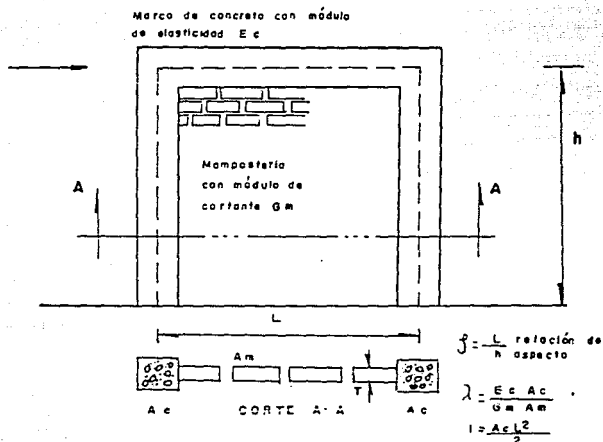 Marco de concreto con módulo
de elasticidad Ec
h
Mampostería
con módulo de
cortante Gm
A
A
L
Am
T
Ac
CORTE A-A
Ac
ƍ = L/h relación de aspecto
λ = Ec Ac / Gm Am
I = Ac L² / 2